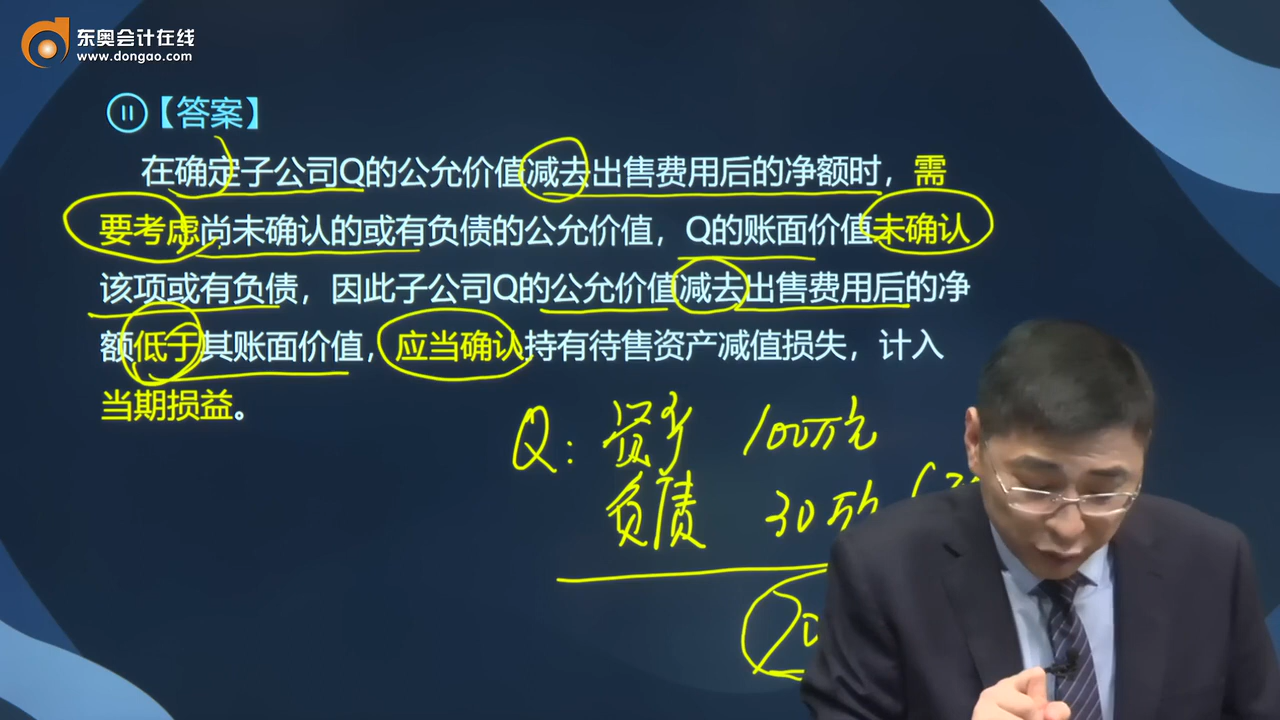 东奥会计在线
www.dongao.com
11【答案】
在确定子公司Q的公允价值减去出售费用后的净额时，需
要考虑尚未确认的或有负债的公允价值，Q的账面价值未确认
该项或有负债，因此子公司Q的公允价值减去出售费用后的净
额低于其账面价值，应当确认持有待售资产减值损失，计入
当期损益。
Q：资产 100万元
负债 30万